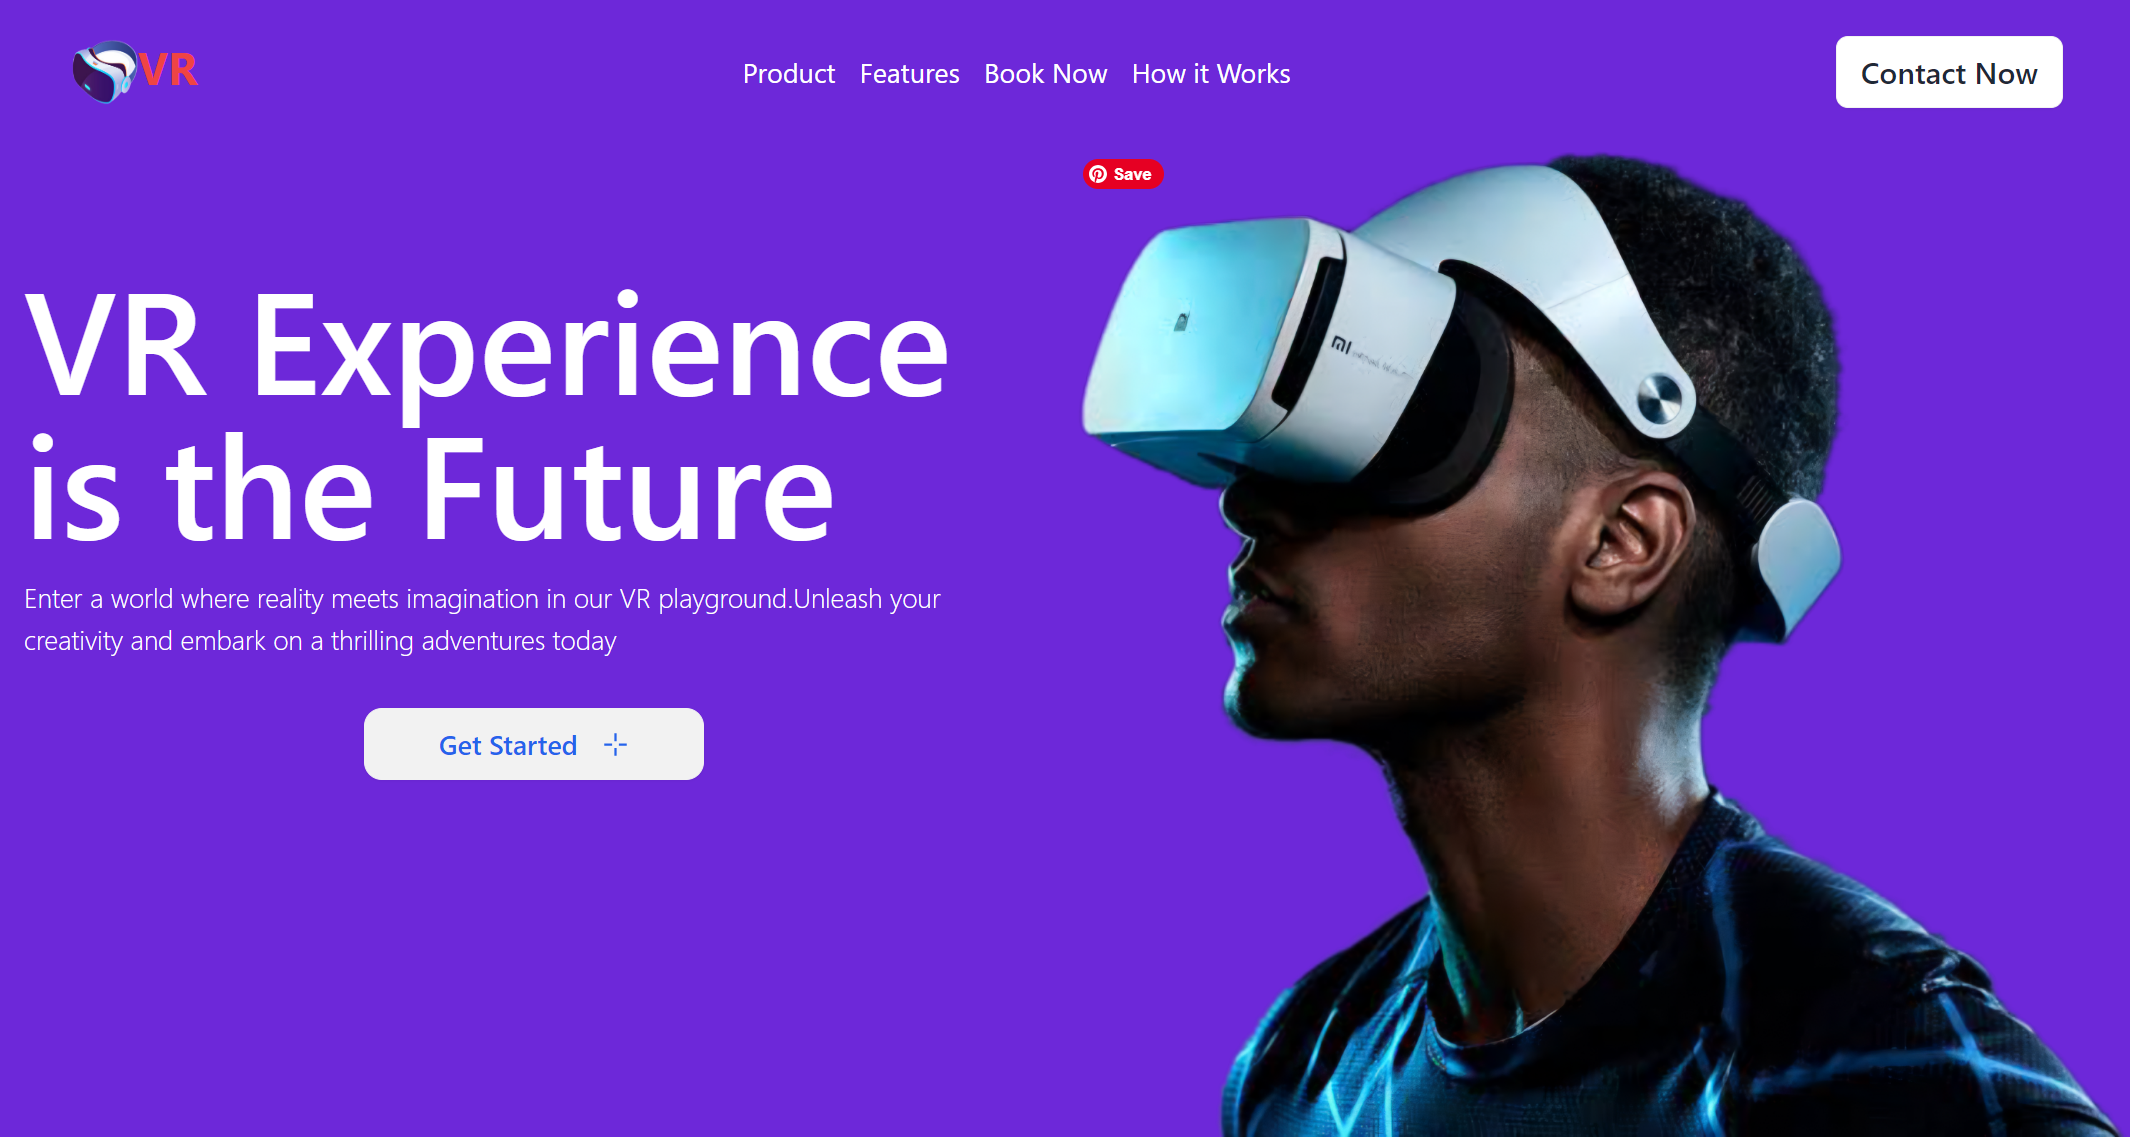 VR
Product Features Book Now How it Works
Contact Now
Save
VR Experience
is the Future
Enter a world where reality meets imagination in our VR playground.Unleash your
creativity and embark on a thrilling adventures today
Get Started